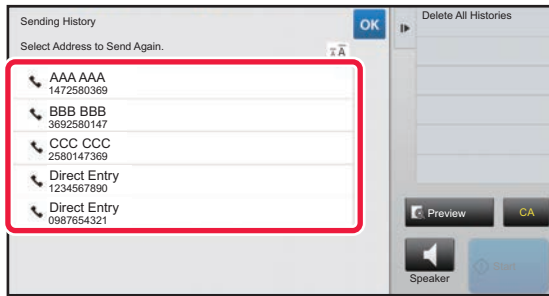 Sending History
OK
Delete All Histories
Select Address to Send Again.
AAA AAA
1472580369
BBB BBB
3692580147
CCC CCC
2580147369
Direct Entry
1234567890
Direct Entry
0987654321
Preview
CA
Speaker
Start